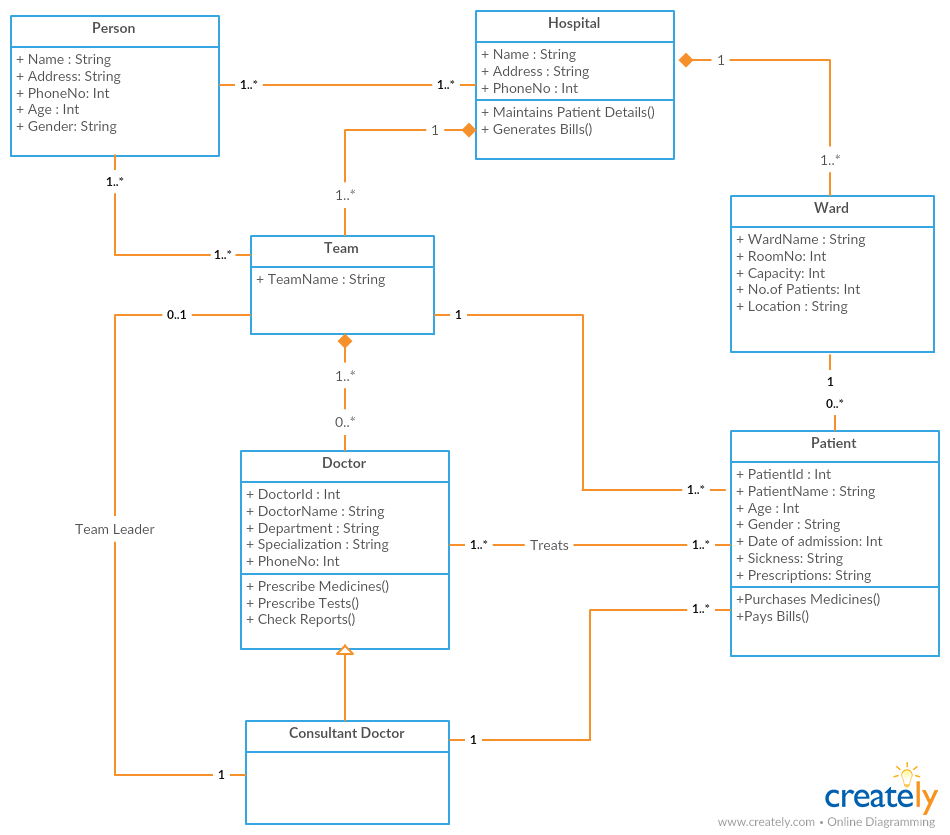 Person
+ Name : String
+ Address: String
+ PhoneNo: Int
+ Age : Int
+ Gender: String
Hospital
+ Name : String
+ Address : String
+ PhoneNo : Int
+ Maintains Patient Details()
+ Generates Bills()
1..*
1..*
1
1..*
1
1..*
1..*
1..*
Ward
+ WardName : String
+ RoomNo: Int
+ Capacity: Int
+ No.of Patients: Int
+ Location : String
Team
+ TeamName : String
0..1
1
1..*
0..*
1
0..*
Doctor
+ DoctorId : Int
+ DoctorName : String
+ Department : String
+ Specialization : String
+ PhoneNo: Int
+ Prescribe Medicines()
+ Prescribe Tests()
+ Check Reports()
Patient
+ PatientId : Int
+ PatientName : String
+ Age : Int
+ Gender : String
+ Date of admission: Int
+ Sickness: String
+ Prescriptions: String
+Purchases Medicines()
+Pays Bills()
1..*
Team Leader
1..*
Treats
1..*
1..*
Consultant Doctor
1
1
creately
www.creately.com • Online Diagramming